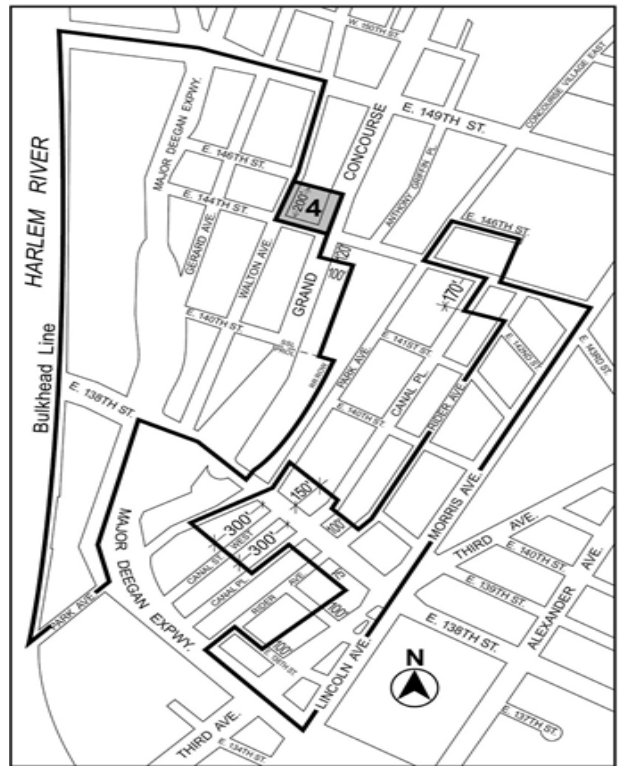 W. 150TH ST.
CONCOURSE VILLAGE EAST
MAJOR DEEGAN EXPWY.
E. 149TH ST.
CONCOURSE
E. 146TH ST.
ANTHONY GRIFFIN PL.
HARLEM RIVER
Bulkhead Line
E. 144TH ST.
200'
4
E. 146TH ST.
GERARD AVE.
WALTON AVE.
GRAND
120'
100'
170'
E. 140TH ST.
PARK AVE.
E. 141ST ST.
CANAL PL.
RIDER AVE.
E. 142ND ST.
E. 143RD ST.
E. 138TH ST.
E. 140TH ST.
150'
100'
MORRIS AVE.
300'
CANAL ST. WEST
300'
CANAL PL.
RIDER AVE.
100'
100'
MAJOR DEEGAN EXPWY.
PARK AVE.
THIRD AVE.
E. 140TH ST.
E. 139TH ST.
E. 138TH ST.
ALEXANDER AVE.
LINCOLN AVE.
N
E. 137TH ST.
THIRD AVE.
E. 134TH ST.